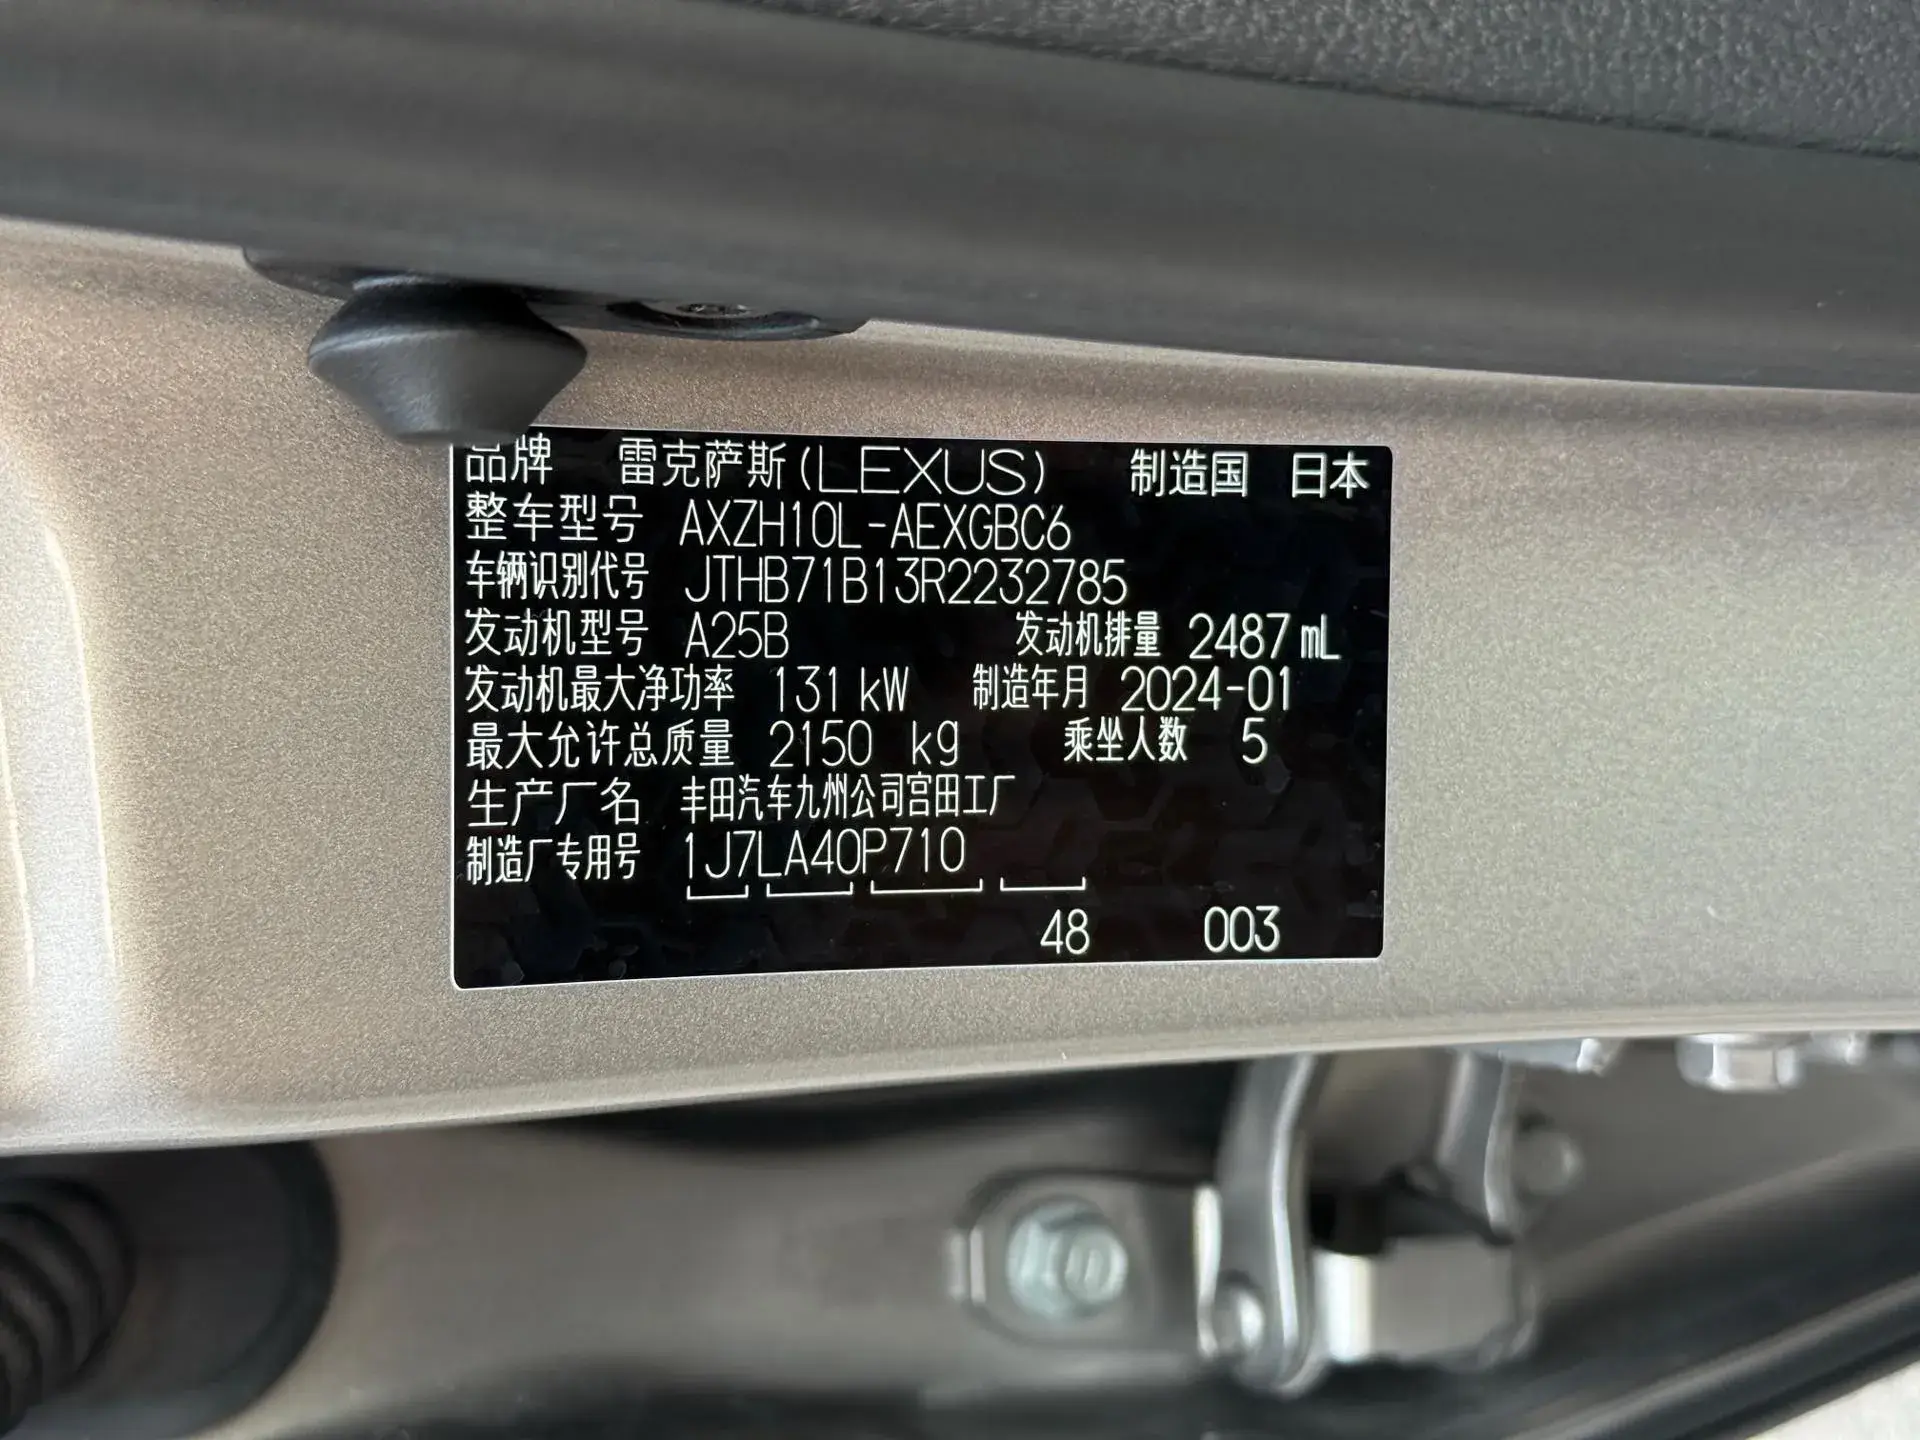 品牌 雷克萨斯(LEXUS) 制造国 日本
整车型号 AXZH10L-AEXGBC6
车辆识别代号 JTHB71B13R2232785
发动机型号 A25B 发动机排量 2487 mL
发动机最大净功率 131 kW 制造年月 2024-01
最大允许总质量 2150 kg 乘坐人数 5
生产厂名 丰田汽车九州公司宫田工厂
制造厂专用号 1J7LA40P710
48 003